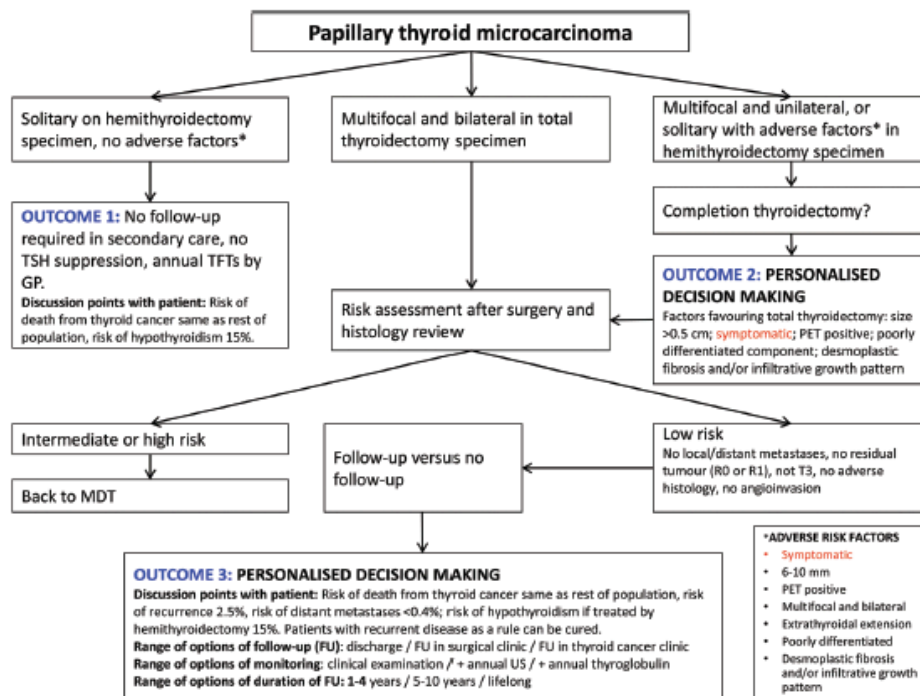 Papillary thyroid microcarcinoma
Solitary on hemithyroidectomy
specimen, no adverse factors*
Multifocal and bilateral in total
thyroidectomy specimen
Multifocal and unilateral, or
solitary with adverse factors* in
hemithyroidectomy specimen
OUTCOME 1: No follow-up
required in secondary care, no
TSH suppression, annual TFTs by
GP.
Discussion points with patient: Risk of
death from thyroid cancer same as rest of
population, risk of hypothyroidism 15%.
Completion thyroidectomy?
OUTCOME 2: PERSONALISED
DECISION MAKING
Factors favouring total thyroidectomy: size
>0.5 cm; symptomatic; PET positive; poorly
differentiated component; desmoplastic
fibrosis and/or infiltrative growth pattern
Risk assessment after surgery and
histology review
Intermediate or high risk
Back to MDT
Follow-up versus no
follow-up
Low risk
No local/distant metastases, no residual
tumour (R0 or R1), not T3, no adverse
histology, no angioinvasion
OUTCOME 3: PERSONALISED DECISION MAKING
Discussion points with patient: Risk of death from thyroid cancer same as rest of population,
risk of recurrence 2.5%, risk of distant metastases <0.4%; risk of hypothyroidism if treated by
hemithyroidectomy 15%. Patients with recurrent disease as a rule can be cured.
Range of options of follow-up (FU): discharge / FU in surgical clinic / FU in thyroid cancer clinic
Range of options of monitoring: clinical examination / + annual US / + annual thyroglobulin
Range of options of duration of FU: 1-4 years / 5-10 years / lifelong
*ADVERSE RISK FACTORS
• Symptomatic
• 6-10 mm
• PET positive
• Multifocal and bilateral
• Extrathyroidal extension
• Poorly differentiated
• Desmoplastic fibrosis
and/or infiltrative growth
pattern